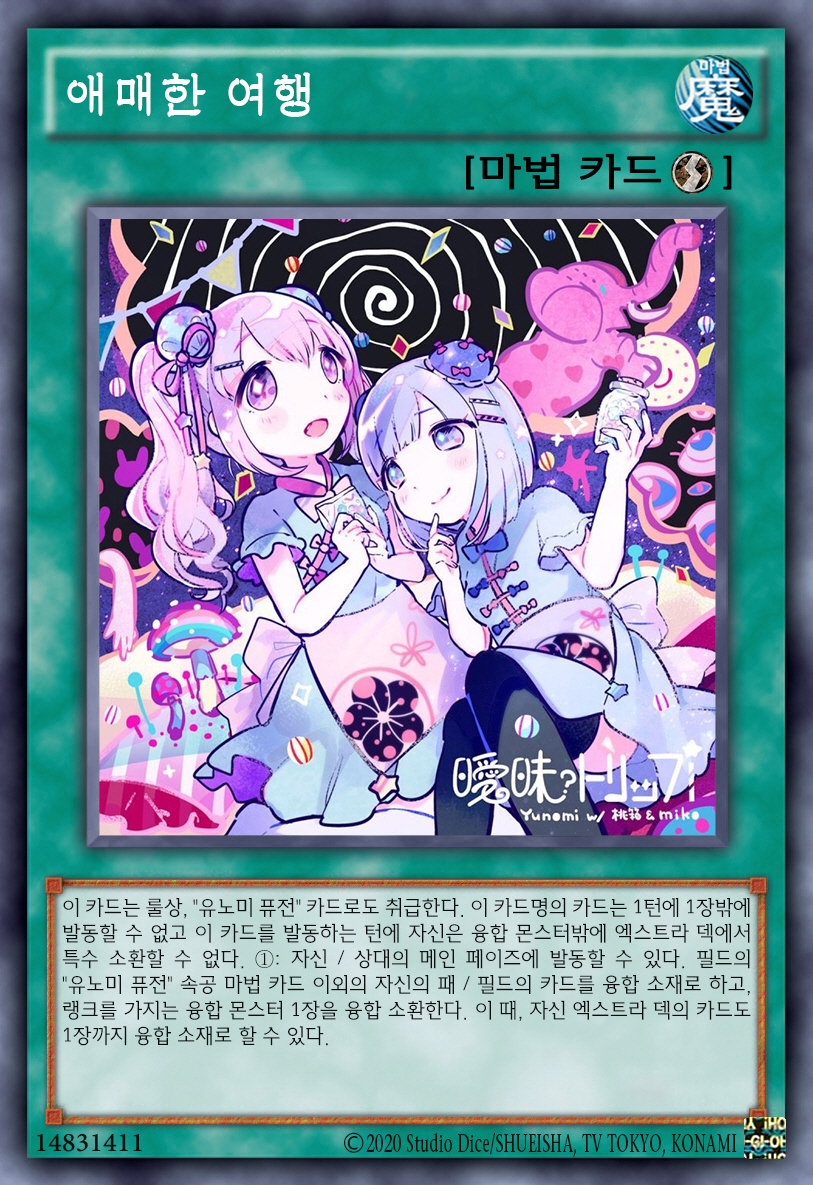 애매한 여행
마법
魔
[마법 카드]
曖昧?トリップ
Yunomi w/ 桃箱 & miko
이 카드는 룰상, "유노미 퓨전" 카드로도 취급한다. 이 카드명의 카드는 1턴에 1장밖에
발동할 수 없고 이 카드를 발동하는 턴에 자신은 융합 몬스터밖에 엑스트라 덱에서
특수 소환할 수 없다. ①: 자신 / 상대의 메인 페이즈에 발동할 수 있다. 필드의
"유노미 퓨전" 속공 마법 카드 이외의 자신의 패 / 필드의 카드를 융합 소재로 하고,
랭크를 가지는 융합 몬스터 1장을 융합 소환한다. 이 때, 자신 엑스트라 덱의 카드도
1장까지 융합 소재로 할 수 있다.
14831411
©2020 Studio Dice/SHUEISHA, TV TOKYO, KONAMI